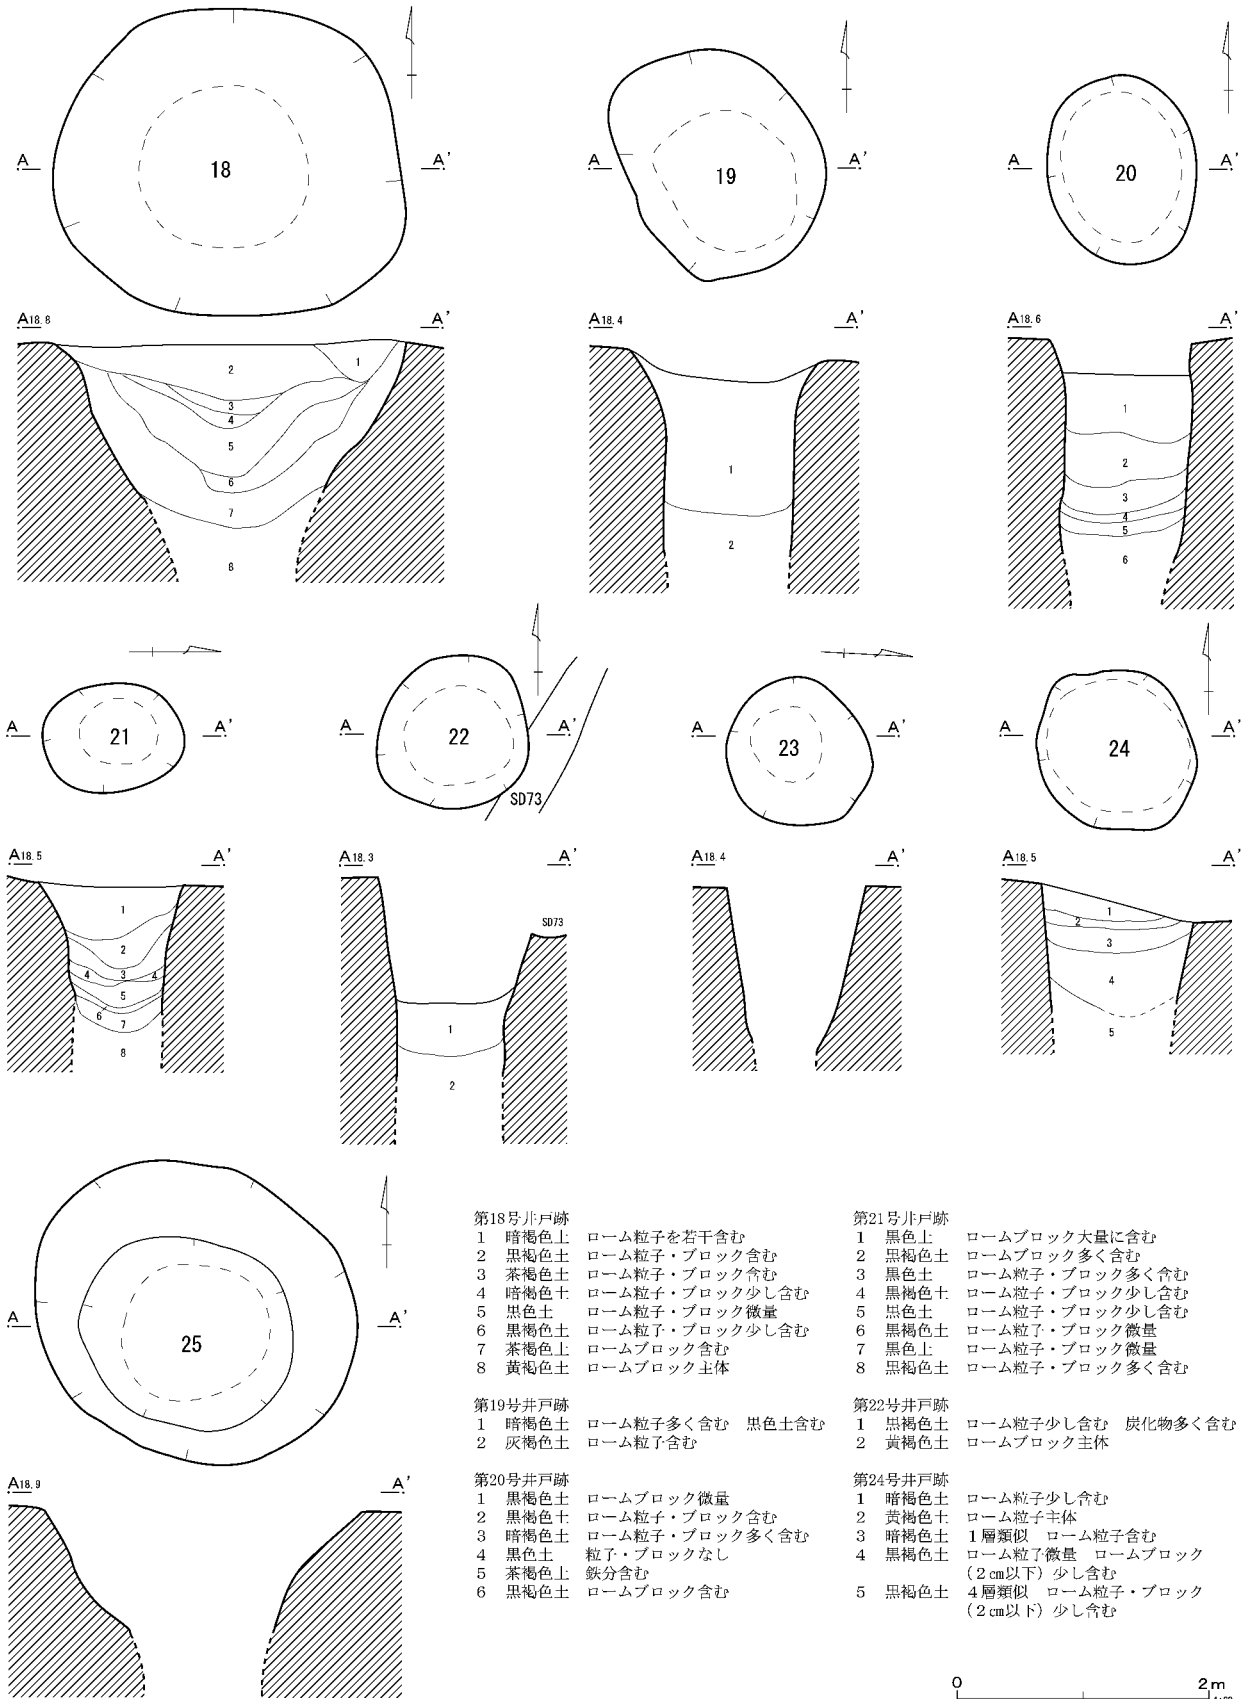 18
A A'
19
A A'
20
A A'
A18.8 A'
1
2
3
4
5
6
7
8
A18.4 A'
1
2
A18.6 A'
1
2
3
4
5
6
21
A A'
22
A A'
SD73
23
A A'
24
A A'
A18.5 A'
1
2
4 3 4
5
6
7
8
A18.3 A'
SD73
1
2
A18.4 A'
A18.5 A'
1
2
3
4
5
25
A A'
A18.9 A'
第18号井戸跡
1 暗褐色土 ローム粒子を若干含む
2 黒褐色土 ローム粒子・ブロック含む
3 茶褐色土 ローム粒子・ブロック含む
4 暗褐色土 ローム粒子・ブロック少し含む
5 黒色土 ローム粒子・ブロック微量
6 黒褐色土 ローム粒子・ブロック少し含む
7 茶褐色土 ロームブロック含む
8 黄褐色土 ロームブロック主体
第19号井戸跡
1 暗褐色土 ローム粒子多く含む 黒色土含む
2 灰褐色土 ローム粒子含む
第20号井戸跡
1 黒褐色土 ロームブロック微量
2 黒褐色土 ローム粒子・ブロック含む
3 暗褐色土 ローム粒子・ブロック多く含む
4 黒色土 粒子・ブロックなし
5 茶褐色土 鉄分含む
6 黒褐色土 ロームブロック含む
第21号井戸跡
1 黒色土 ロームブロック大量に含む
2 黒褐色土 ロームブロック多く含む
3 黒色土 ローム粒子・ブロック多く含む
4 黒褐色土 ローム粒子・ブロック少し含む
5 黒色土 ローム粒子・ブロック少し含む
6 黒褐色土 ローム粒子・ブロック微量
7 黒色土 ローム粒子・ブロック微量
8 黒褐色土 ローム粒子・ブロック多く含む
第22号井戸跡
1 黒褐色土 ローム粒子少し含む 炭化物多く含む
2 黄褐色土 ロームブロック主体
第24号井戸跡
1 暗褐色土 ローム粒子少し含む
2 黄褐色土 ローム粒子主体
3 暗褐色土 1層類似 ローム粒子含む
4 黒褐色土 ローム粒子微量 ロームブロック
(2cm以下)少し含む
5 黒褐色土 4層類似 ローム粒子・ブロック
(2cm以下)少し含む
0 2m